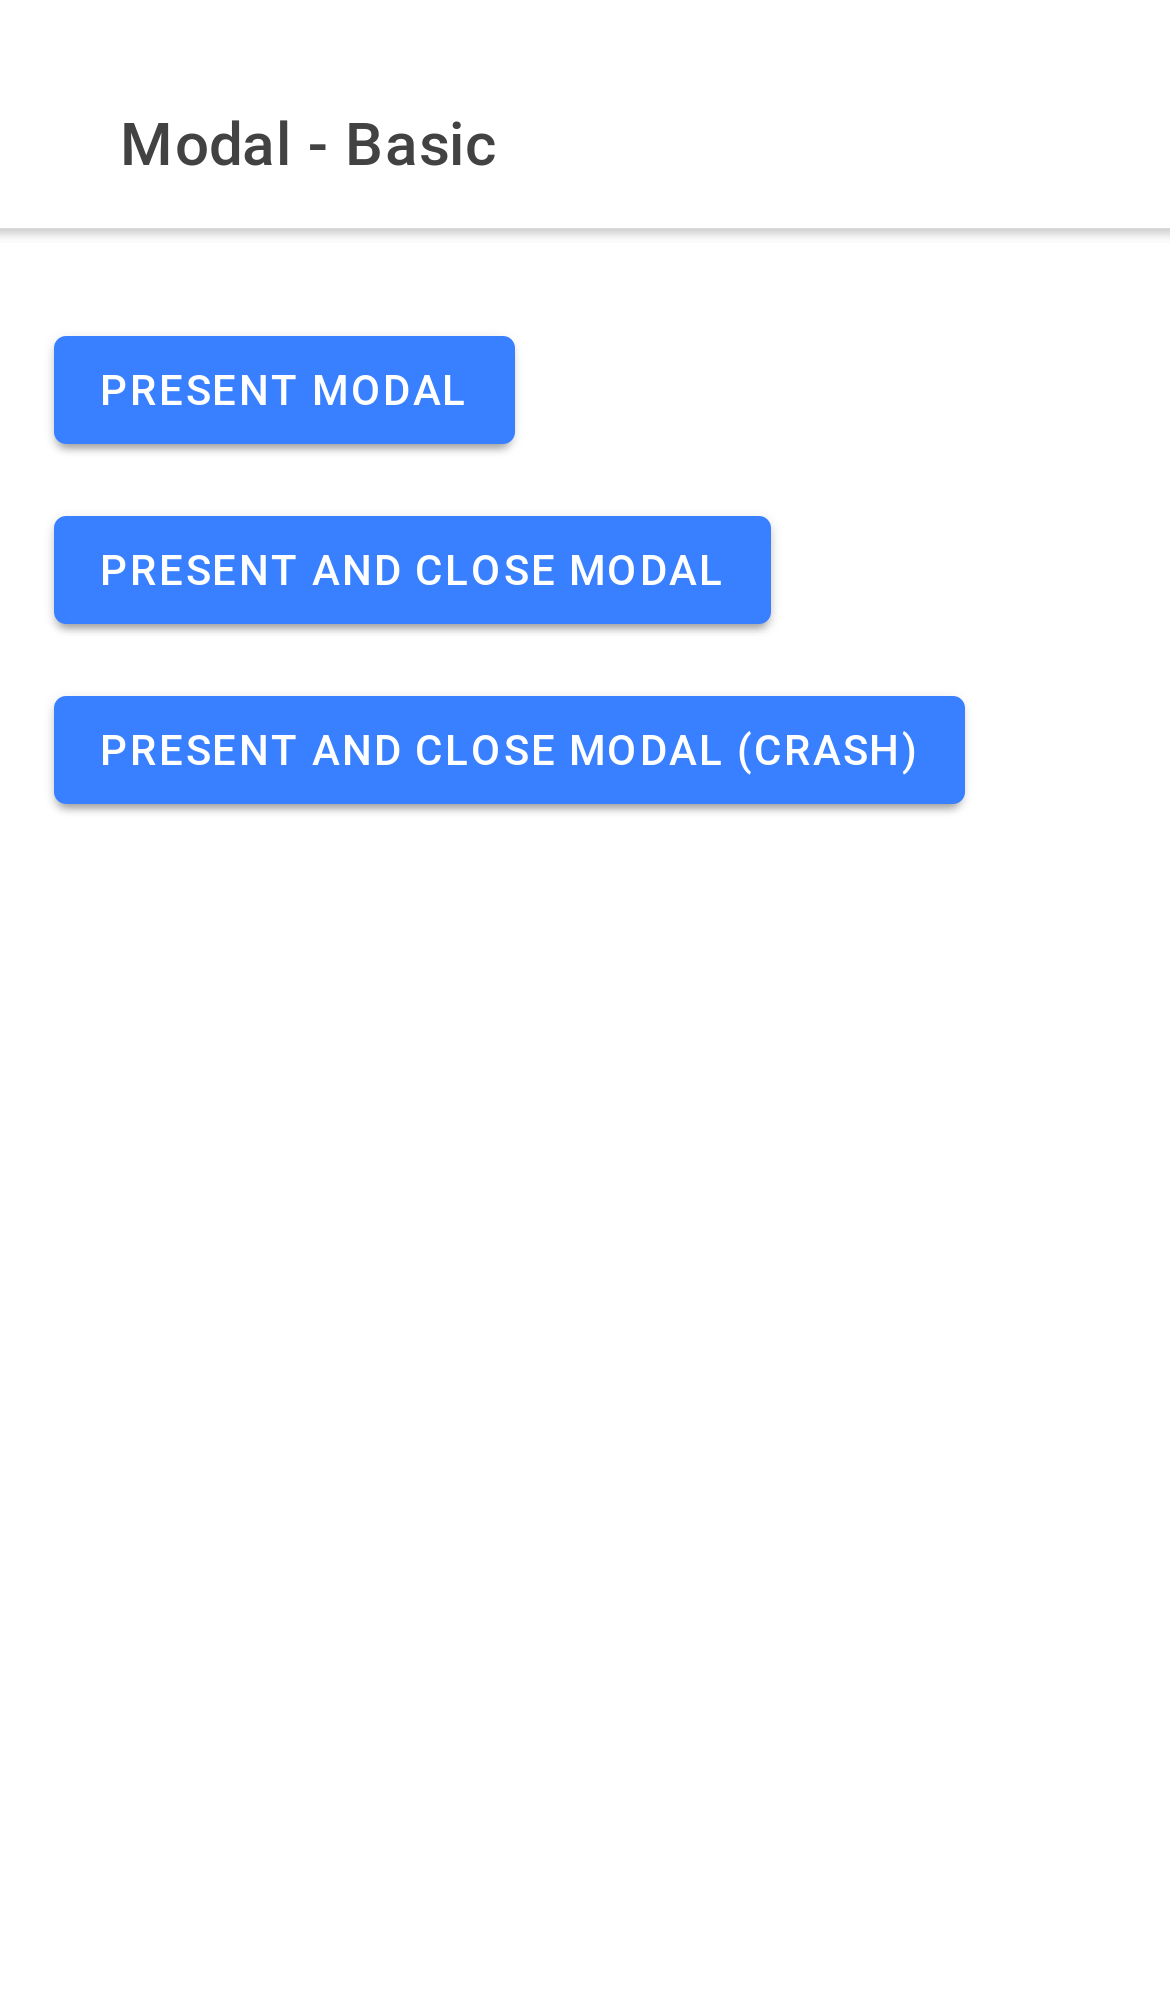 Modal - Basic
PRESENT MODAL
PRESENT AND CLOSE MODAL
PRESENT AND CLOSE MODAL (CRASH)